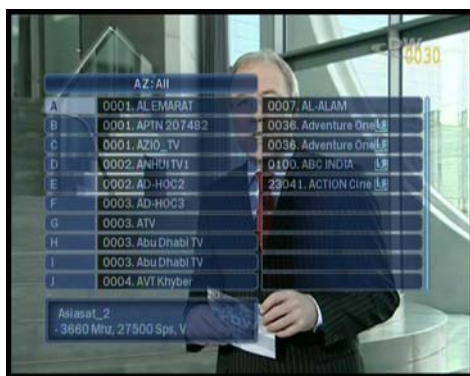 DW
0030
AZ: All
A 0001. AL EMARAT 0007. AL-ALAM
B 0001. APTN 207482 0036. Adventure One
C 0001. AZIO_TV 0036. Adventure One
D 0002. ANHUI TV1 0100. ABC INDIA
E 0002. AD-HOC2 23041. ACTION Cine
F 0003. AD-HOC3
G 0003. ATV
H 0003. Abu Dhabi TV
I 0003. Abu Dhabi TV
J 0004. AVT Khyber
Asiasat_2
- 3660 Mhz, 27500 Sps, V